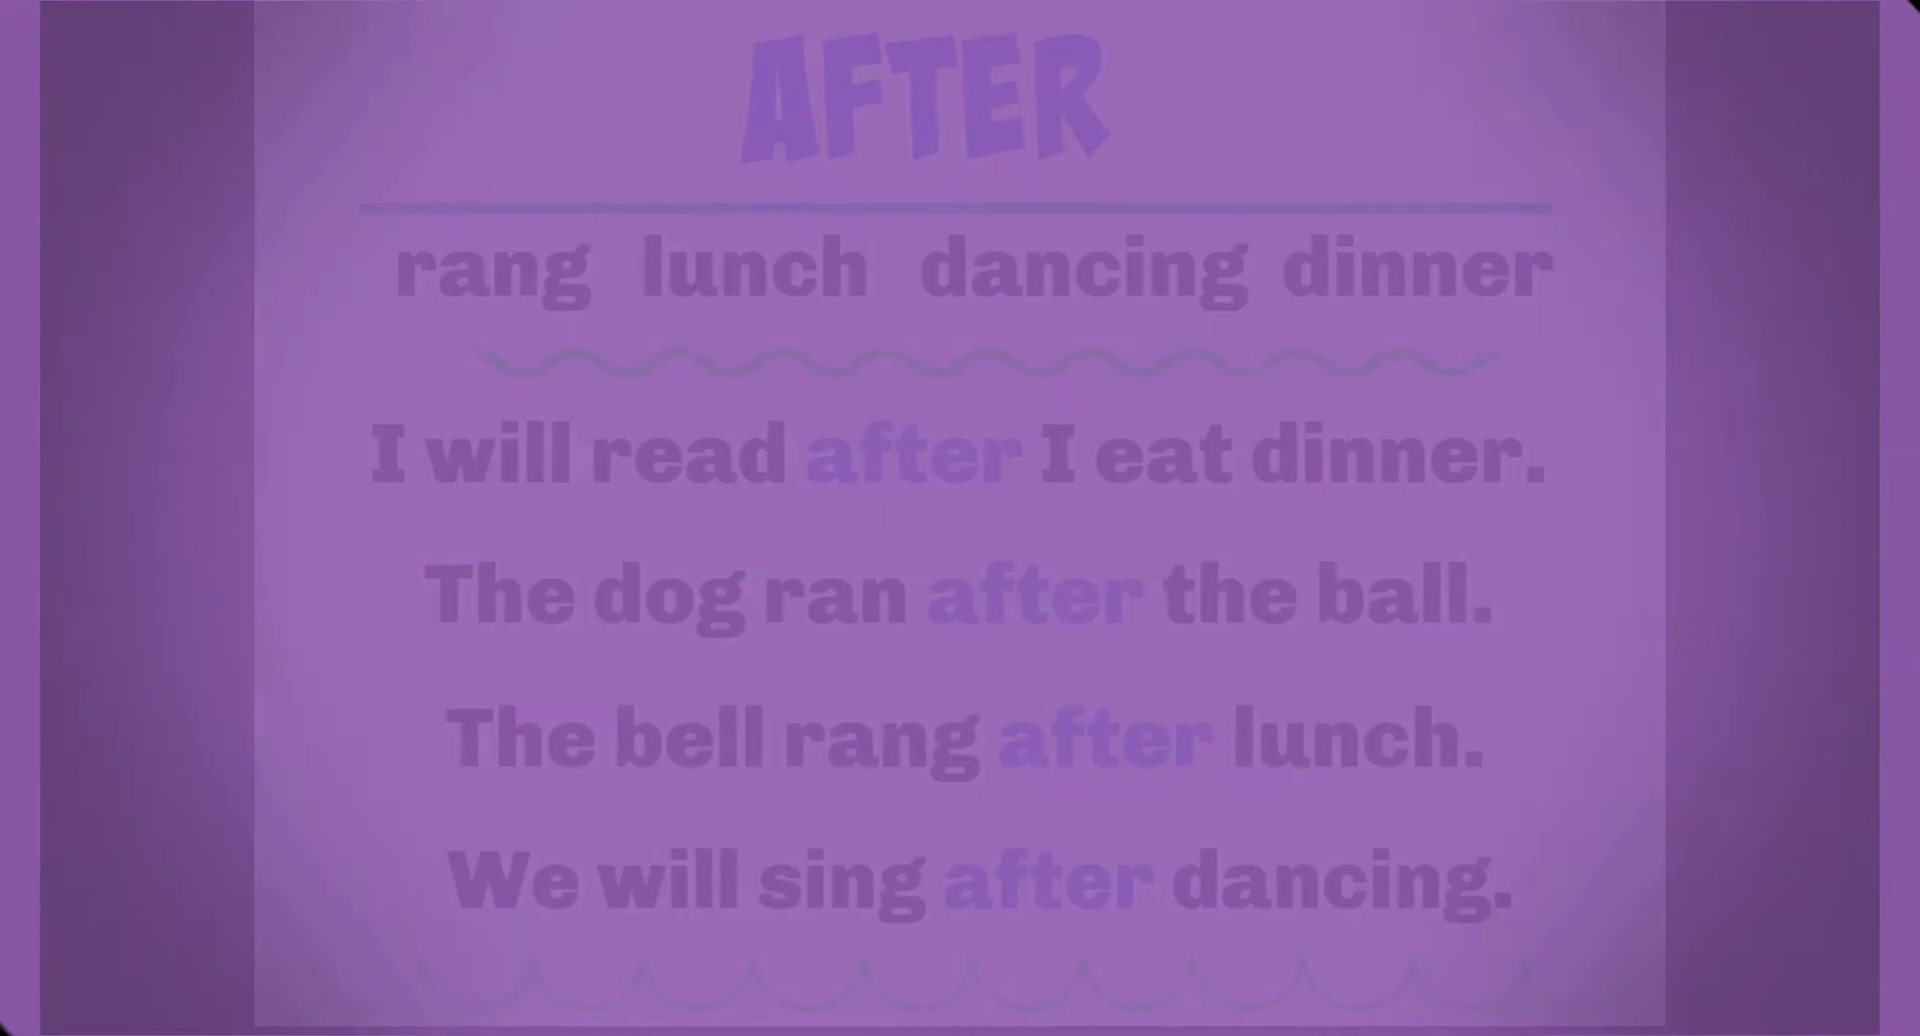 AFTER
rang lunch dancing dinner
I will read after I eat dinner.
The dog ran after the ball.
The bell rang after lunch.
We will sing after dancing.